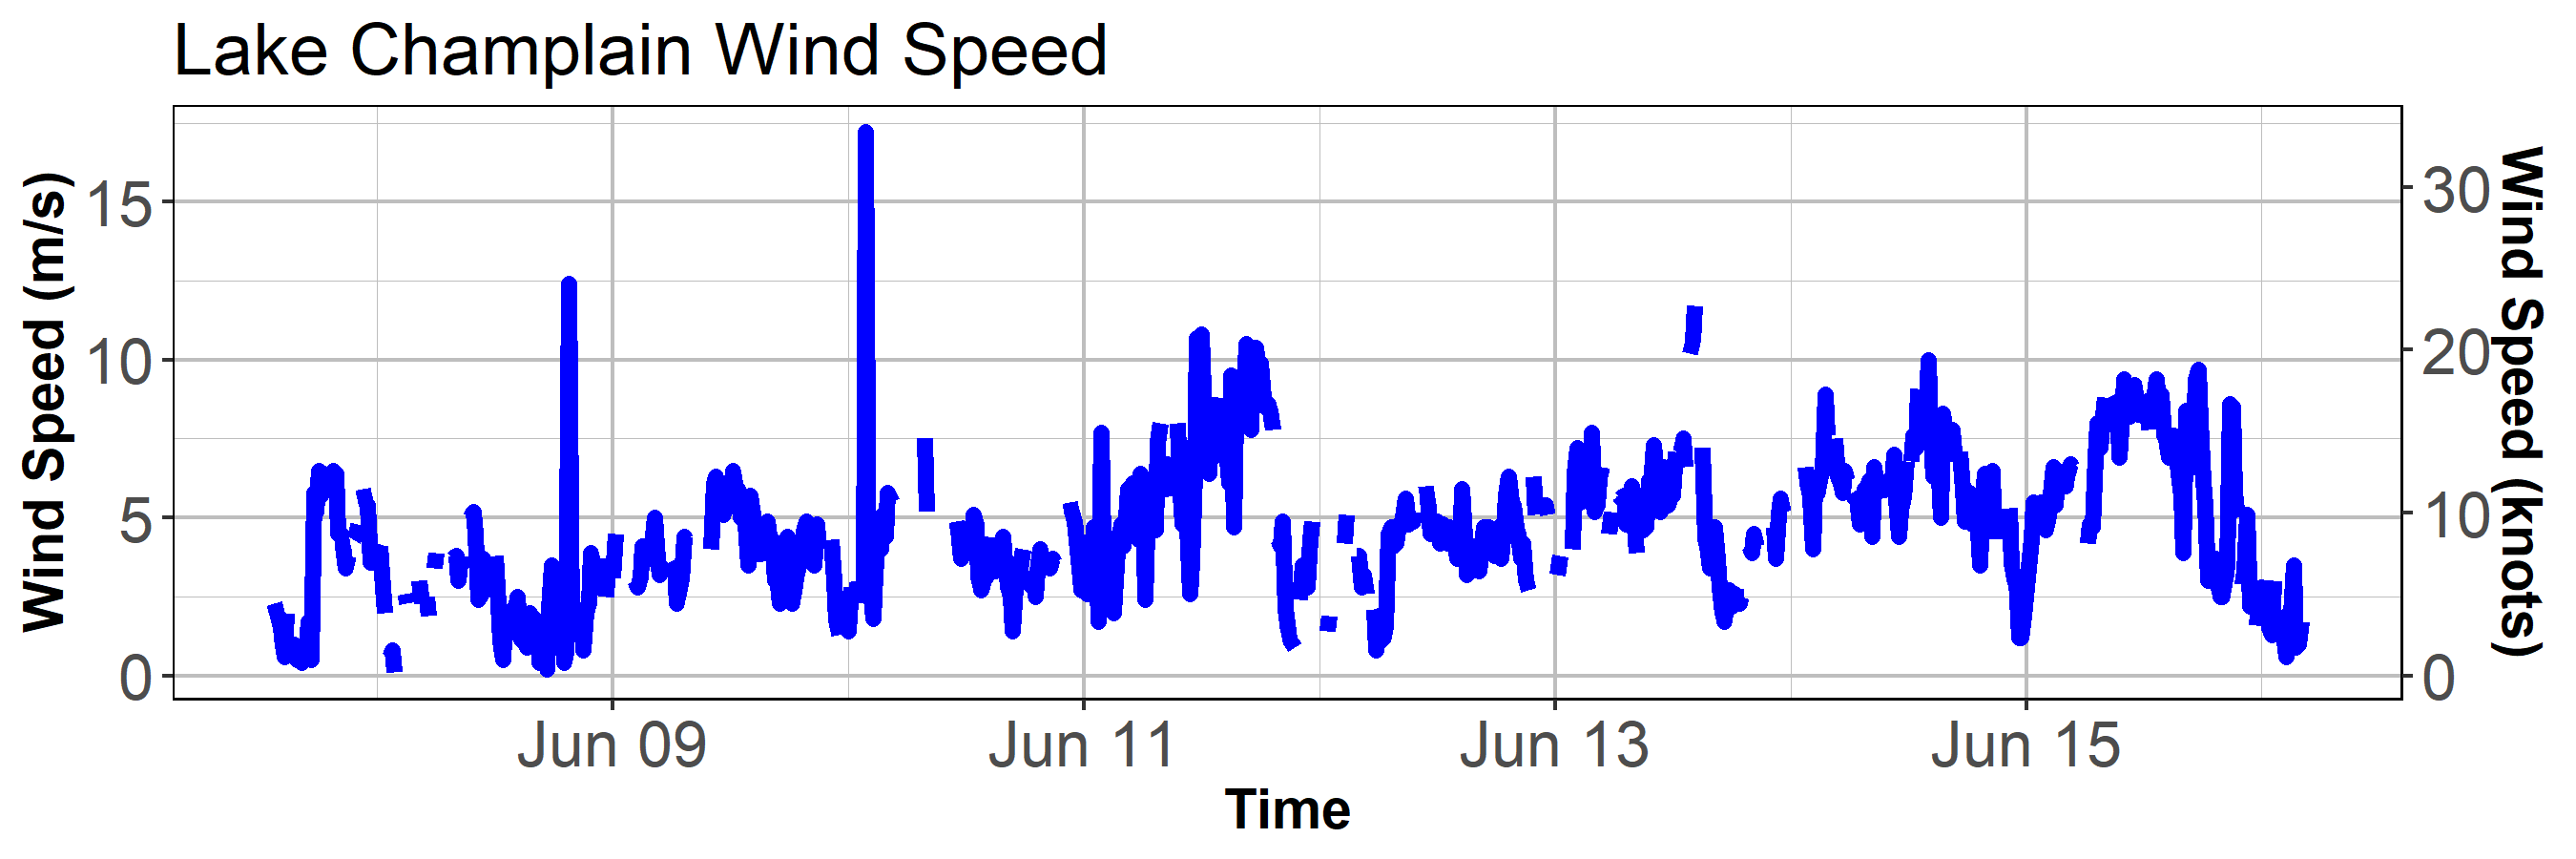 Lake Champlain Wind Speed
Wind Speed (m/s)
15
10
5
0
30
20
10
0
Wind Speed (knots)
Jun 09
Jun 11
Jun 13
Jun 15
Time